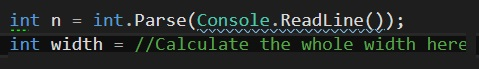 int n = int.Parse(Console.ReadLine());
int width = //Calculate the whole width here